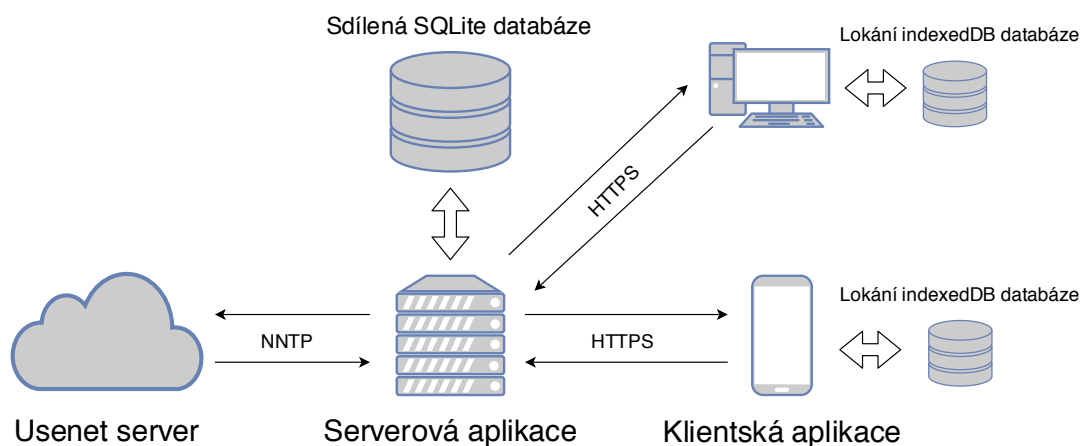 Sdílená SQLite databáze
Lokání indexedDB databáze
HTTPS
Lokání indexedDB databáze
NNTP
HTTPS
Usenet server
Serverová aplikace
Klientská aplikace